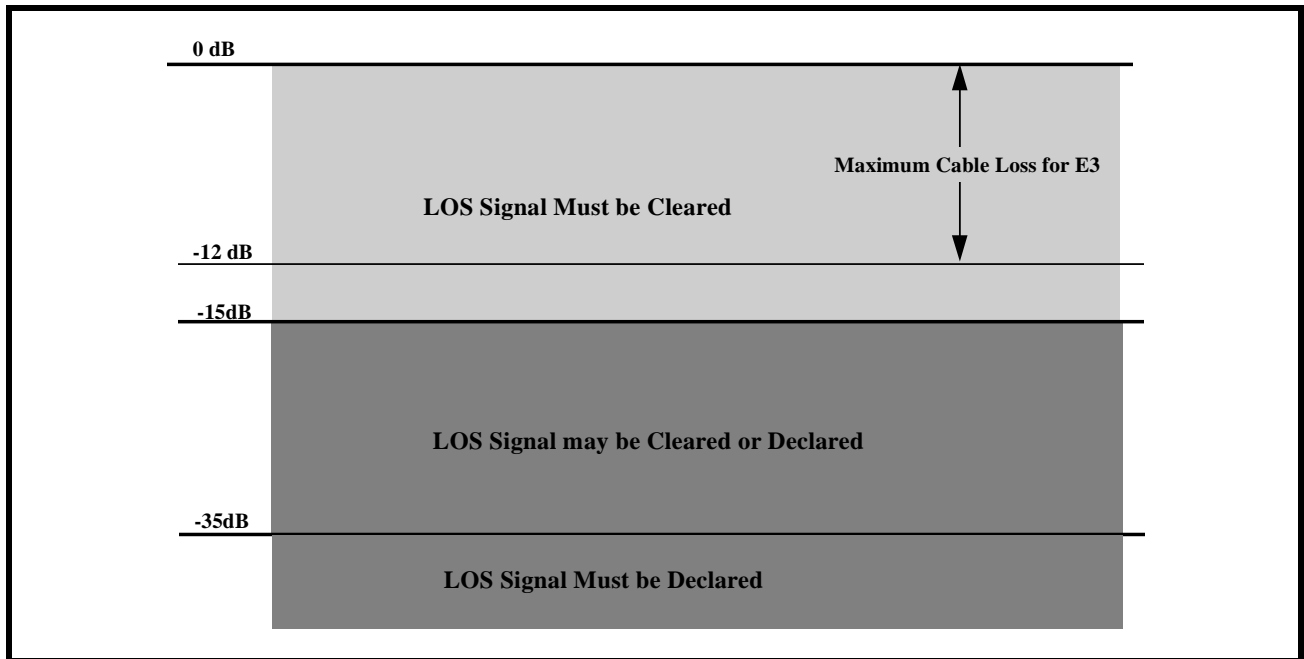 0 dB
Maximum Cable Loss for E3
LOS Signal Must be Cleared
-12 dB
-15dB
LOS Signal may be Cleared or Declared
-35dB
LOS Signal Must be Declared